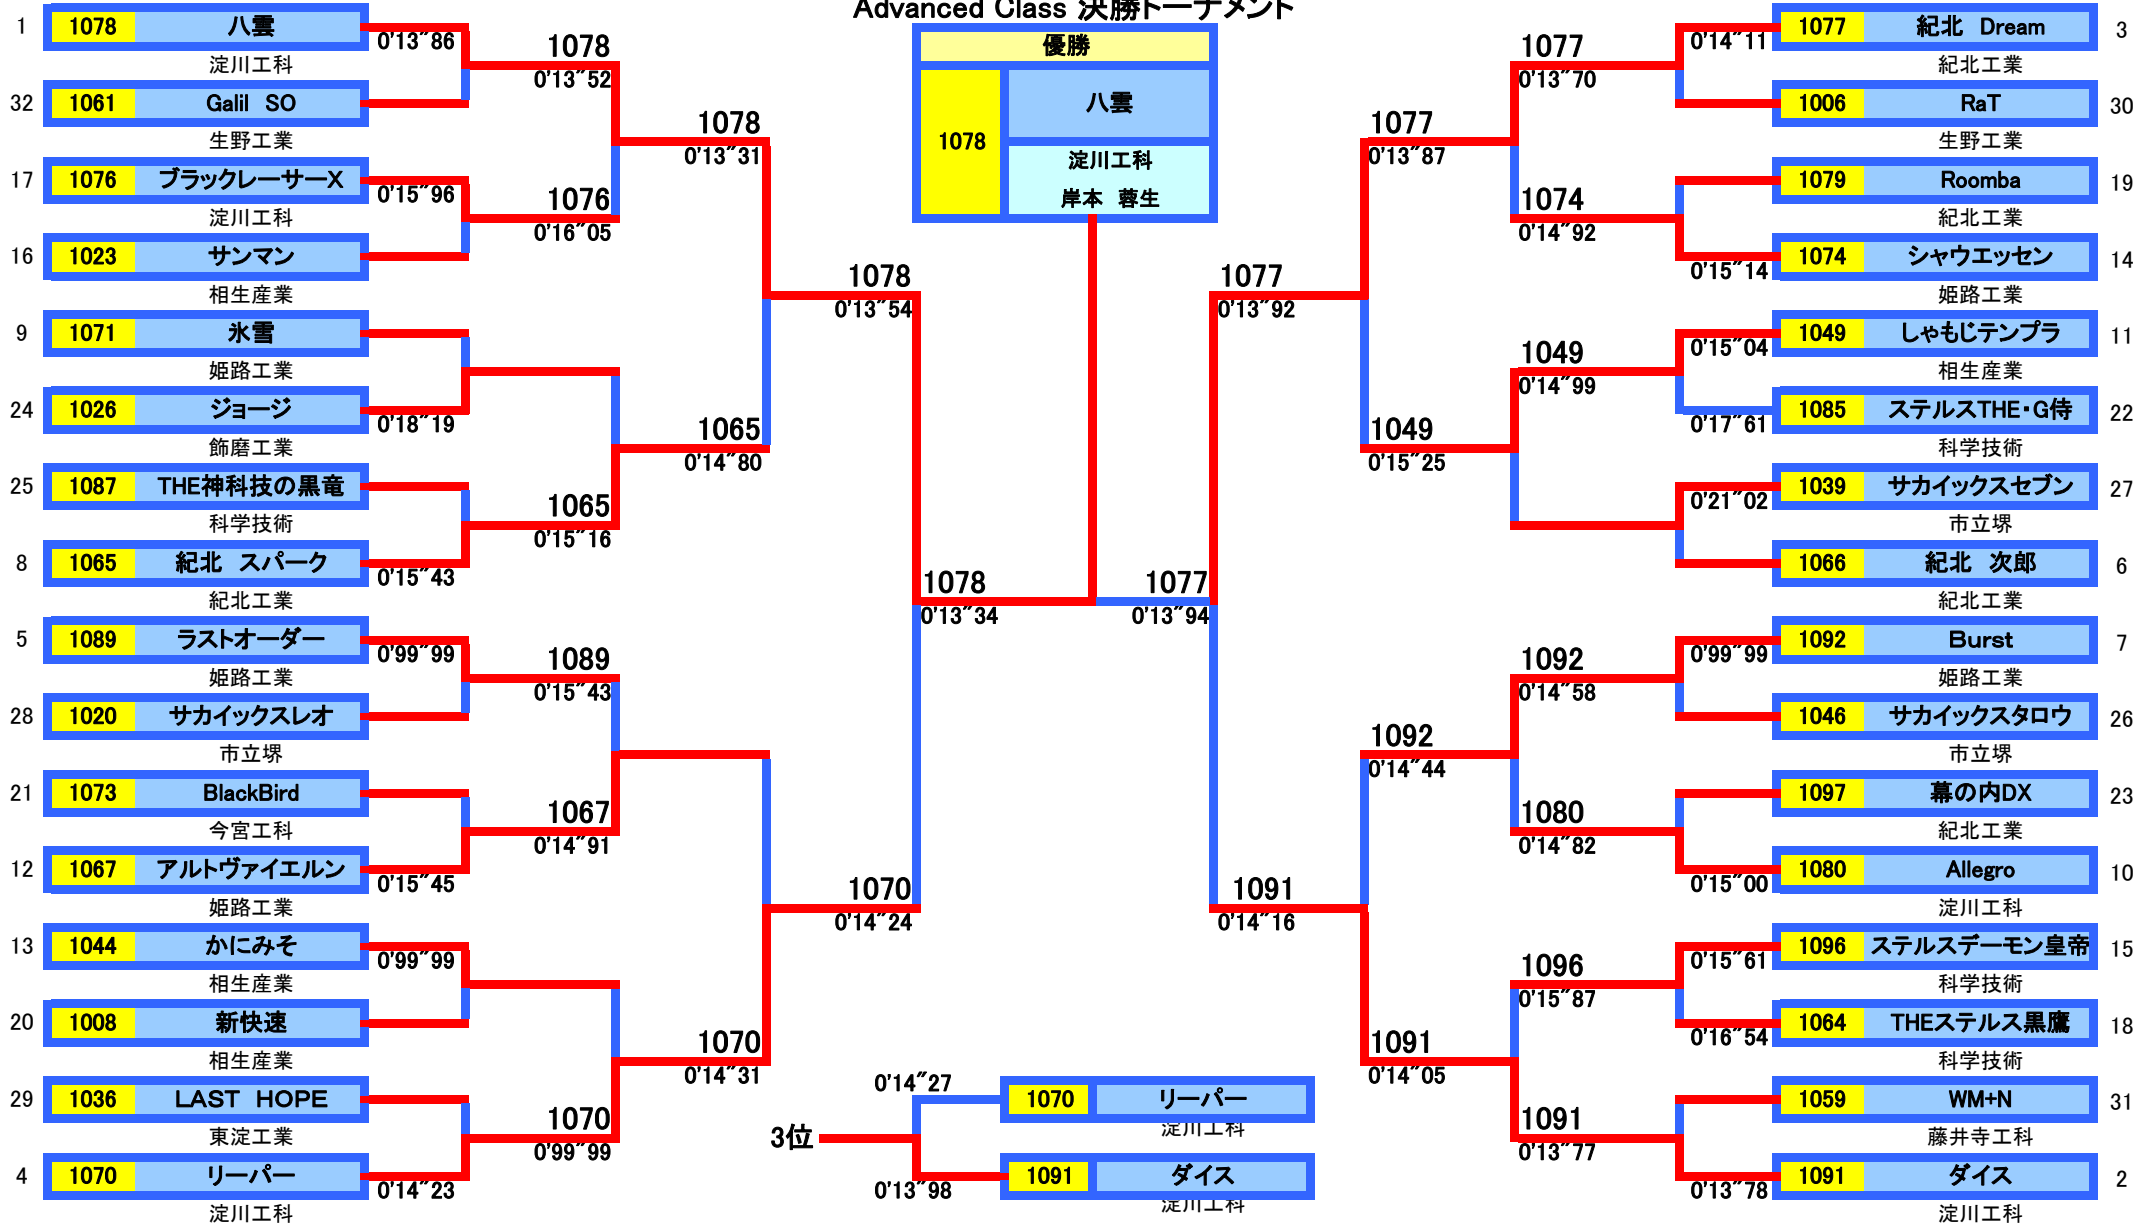 Advanced Class 決勝トーナメント
優勝
1078
八雲
淀川工科
岸本 蓉生
1 1078 八雲
0'13"86
淀川工科
32 1061 Galil SO
生野工業
17 1076 ブラックレーサーX
0'15"96
淀川工科
16 1023 サンマン
相生産業
9 1071 氷雪
姫路工業
24 1026 ジョージ
0'18"19
飾磨工業
25 1087 THE神科技の黒竜
科学技術
8 1065 紀北 スパーク
0'15"43
紀北工業
5 1089 ラストオーダー
0'99"99
姫路工業
28 1020 サカイックスレオ
市立堺
21 1073 BlackBird
今宮工科
12 1067 アルトヴァイエルン
0'15"45
姫路工業
13 1044 かにみそ
0'99"99
相生産業
20 1008 新快速
相生産業
29 1036 LAST HOPE
東淀工業
4 1070 リーパー
0'14"23
淀川工科
1078
0'13"52
1076
0'16"05
1065
0'15"16
1089
0'15"43
1067
0'14"91
1070
0'99"99
1078
0'13"31
1065
0'14"80
1070
0'14"31
1078
0'13"54
1070
0'14"24
1078
0'13"34
1077
0'13"94
1077
0'13"92
1091
0'14"16
1077
0'13"87
1049
0'15"25
1092
0'14"44
1091
0'14"05
1077
0'13"70
1074
0'14"92
1049
0'14"99
1092
0'14"58
1080
0'14"82
1096
0'15"87
1091
0'13"77
0'14"11
1077 紀北 Dream 3
紀北工業
1006 RaT 30
生野工業
1079 Roomba 19
紀北工業
0'15"14
1074 シャウエッセン 14
姫路工業
0'15"04
1049 しゃもじテンプラ 11
相生産業
0'17"61
1085 ステルスTHE・G侍 22
科学技術
0'21"02
1039 サカイックスセブン 27
市立堺
1066 紀北 次郎 6
紀北工業
0'99"99
1092 Burst 7
姫路工業
1046 サカイックスタロウ 26
市立堺
1097 幕の内DX 23
紀北工業
0'15"00
1080 Allegro 10
淀川工科
0'15"61
1096 ステルスデーモン皇帝 15
科学技術
0'16"54
1064 THEステルス黒鷹 18
科学技術
1059 WM+N 31
藤井寺工科
0'13"78
1091 ダイス 2
淀川工科
3位
0'14"27
1070 リーパー
淀川工科
0'13"98
1091 ダイス
淀川工科